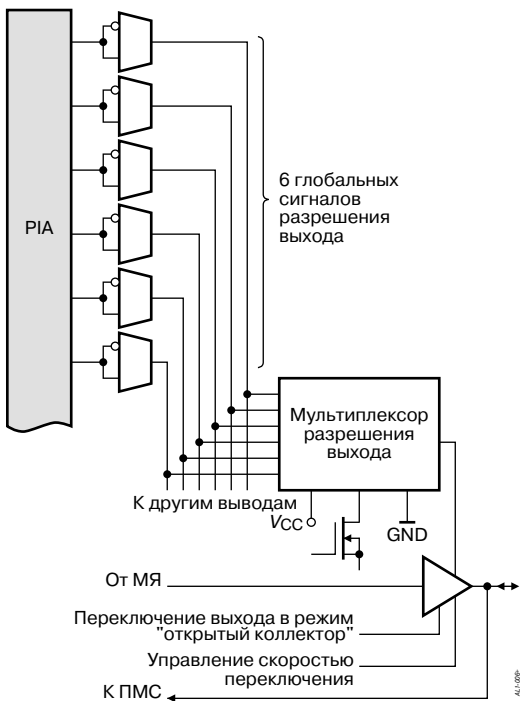 PIA
6 глобальных
сигналов
разрешения
выхода
Мультиплексор
разрешения
выхода
К другим выводам
VCC
GND
От МЯ
Переключение выхода в режим
"открытый коллектор"
Управление скоростью
переключения
К ПМС